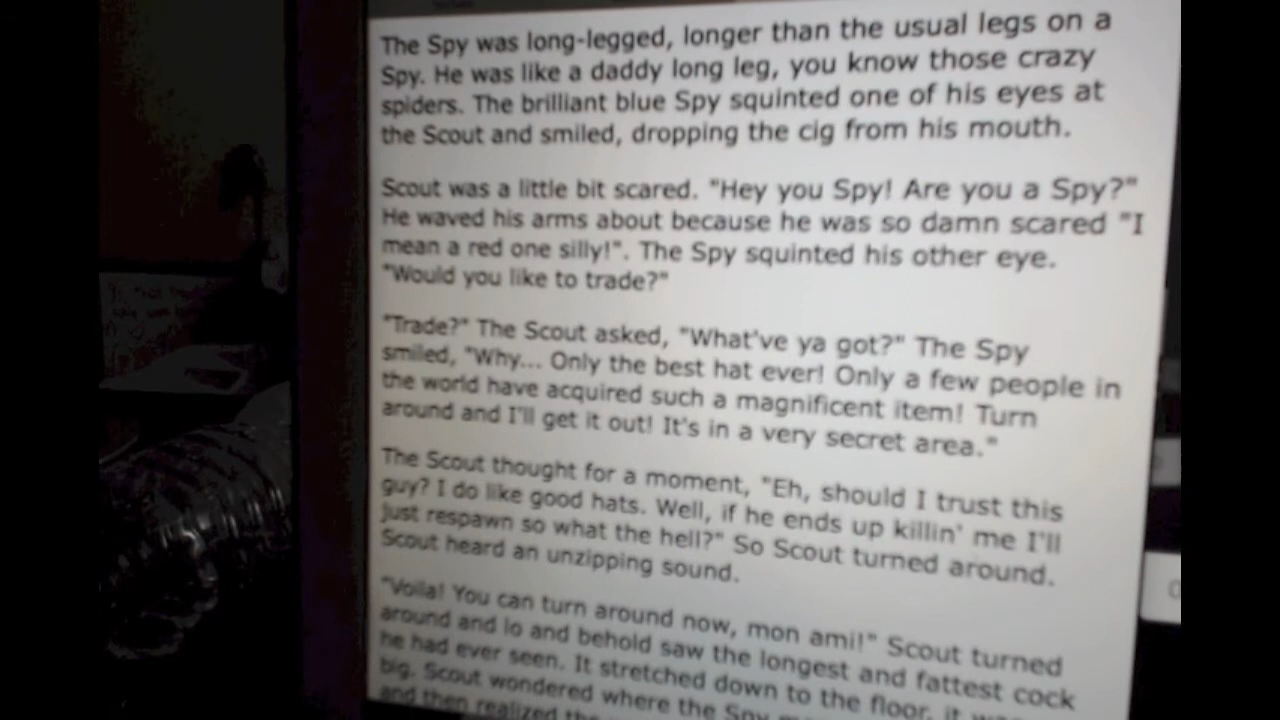 The Spy was long-legged, longer than the usual legs on a
Spy. He was like a daddy long leg, you know those crazy
spiders. The brilliant blue Spy squinted one of his eyes at
the Scout and smiled, dropping the cig from his mouth.
Scout was a little bit scared. "Hey you Spy! Are you a Spy?"
He waved his arms about because he was so damn scared "I
mean a red one silly!". The Spy squinted his other eye.
"Would you like to trade?"
"Trade?" The Scout asked, "What've ya got?" The Spy
smiled, "Why... Only the best hat ever! Only a few people in
the world have acquired such a magnificent item! Turn
around and I'll get it out! It's in a very secret area."
The Scout thought for a moment, "Eh, should I trust this
guy? I do like good hats. Well, if he ends up killin' me I'll
just respawn so what the hell?" So Scout turned around.
Scout heard an unzipping sound.
"Voila! You can turn around now, mon ami!" Scout turned
around and lo and behold saw the longest and fattest cock
he had ever seen. It stretched down to the floor, it
big. Scout wondered where the Spy
and then realized